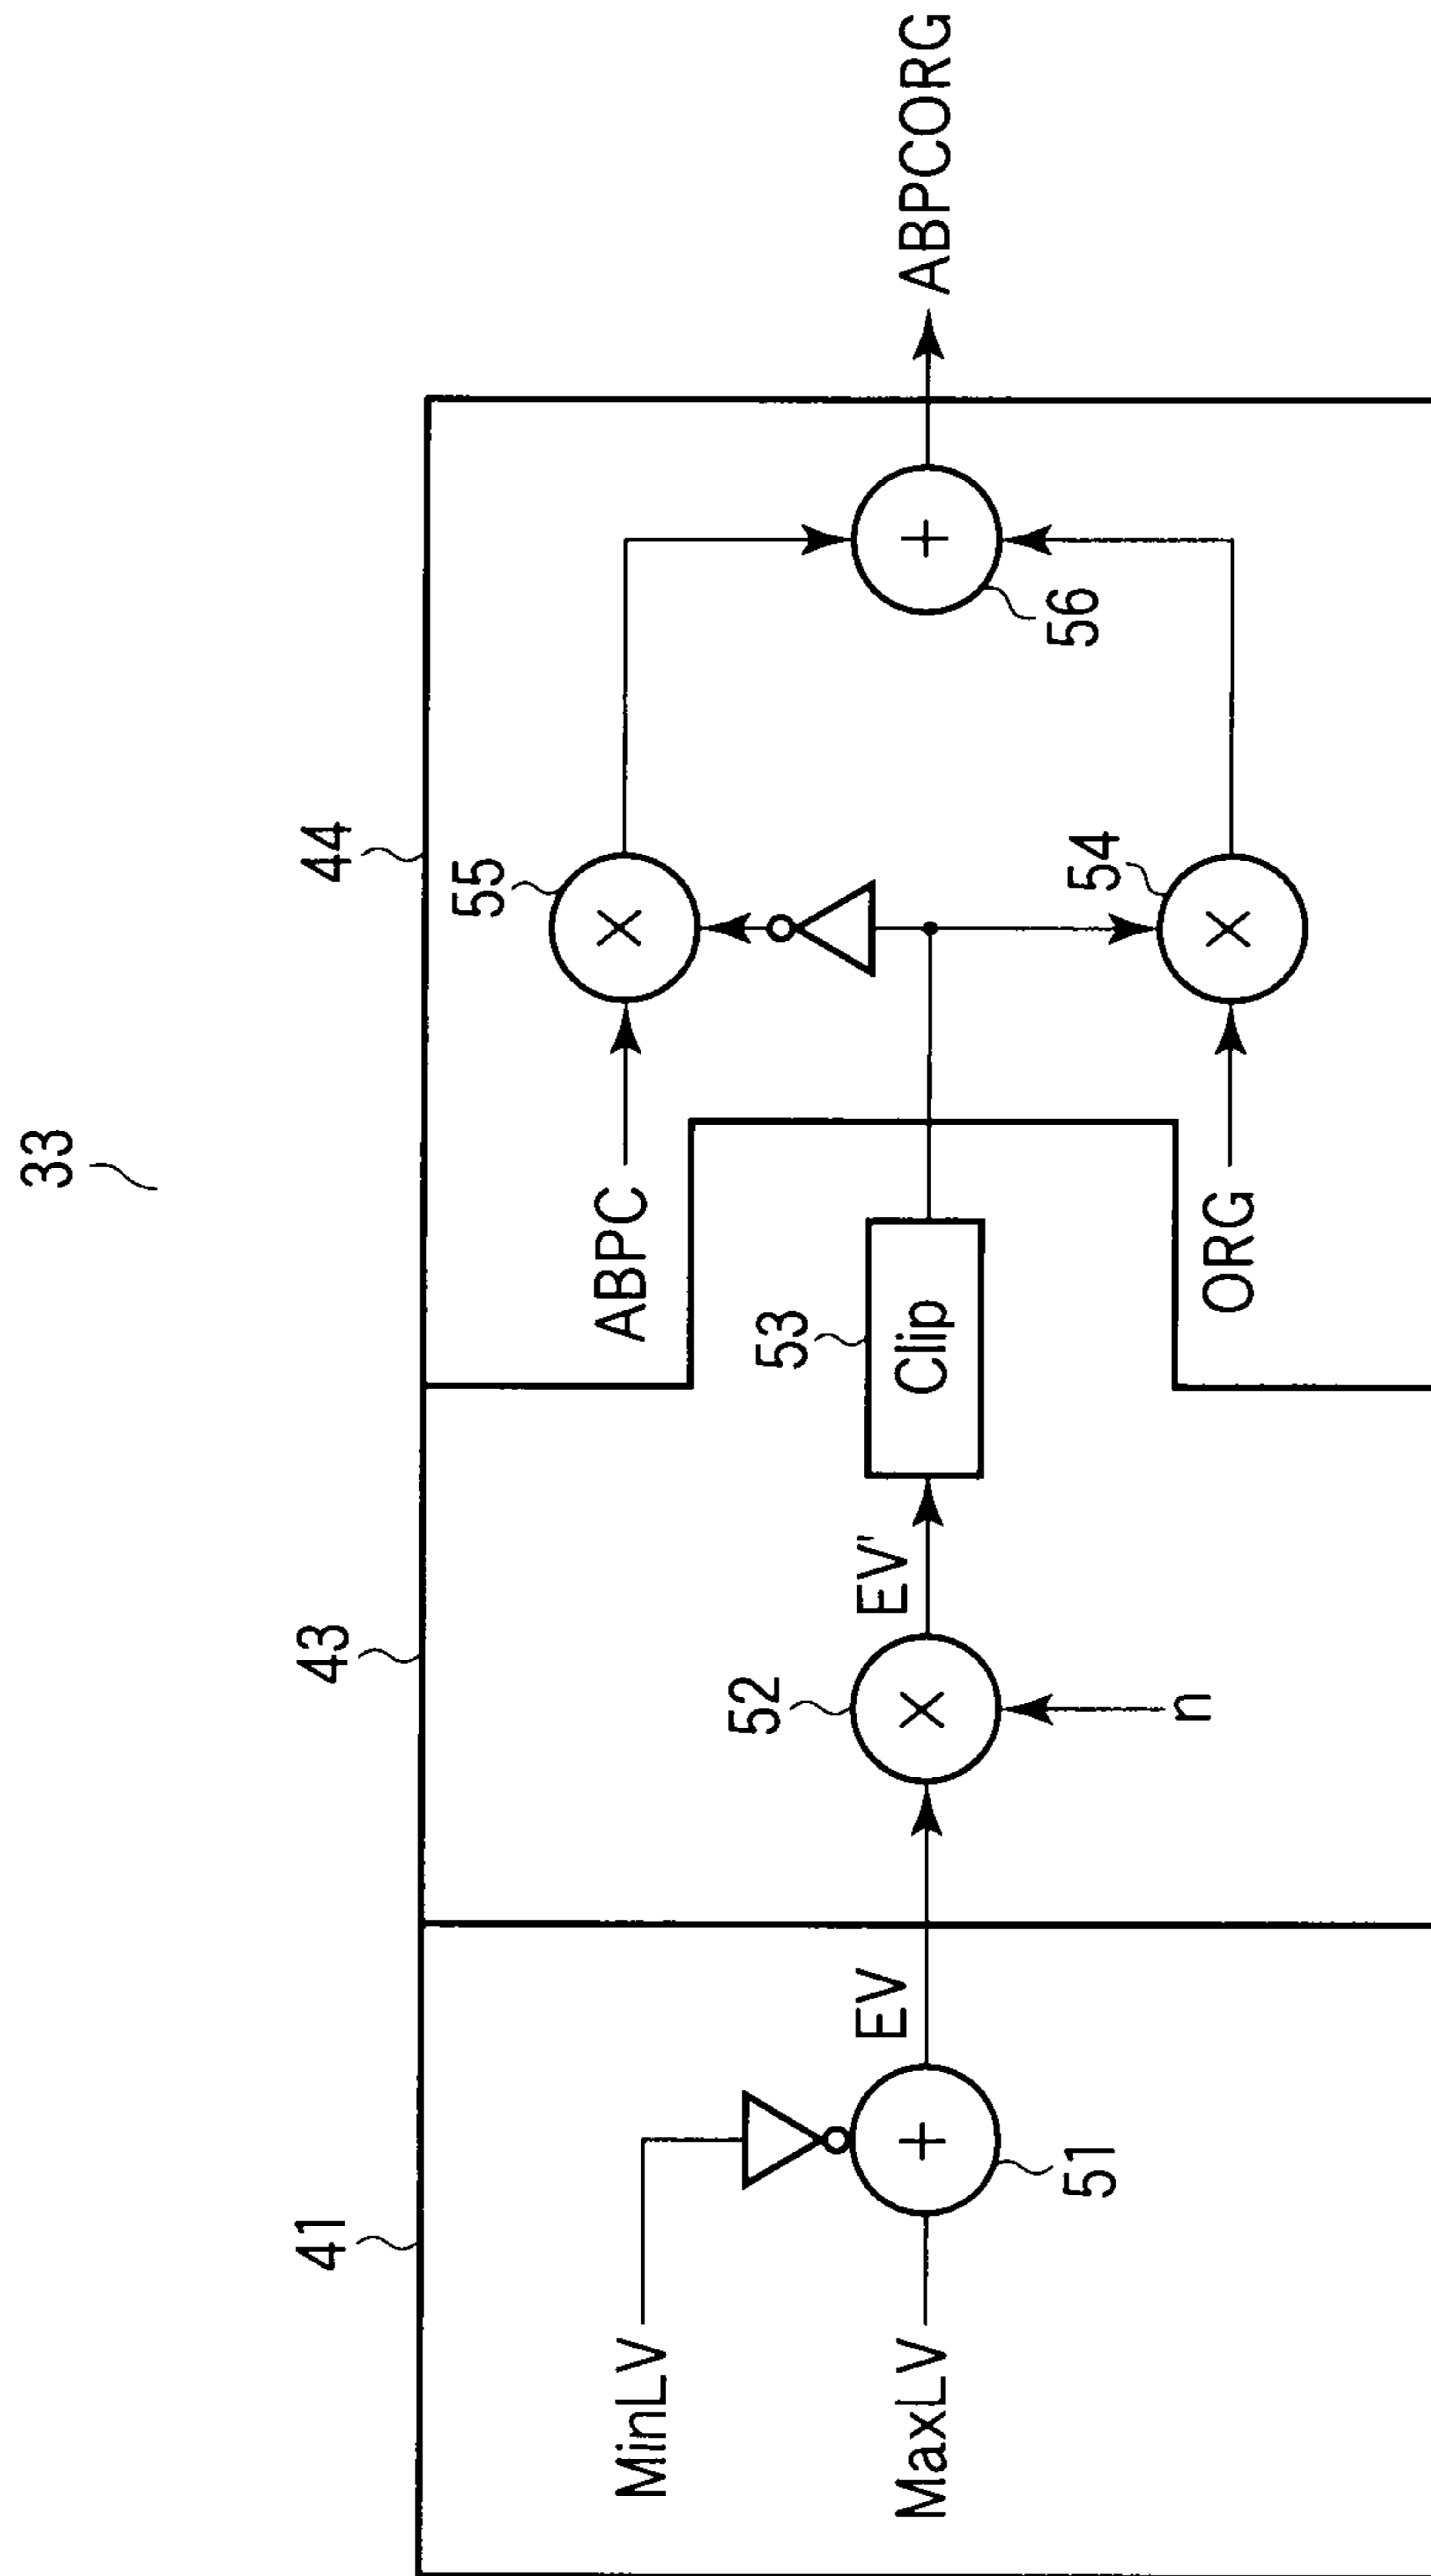 33
41
43
44
MinLV
MaxLV
+
51
EV
×
52
n
EV'
53
Clip
ABPC
ORG
×
55
×
54
+
56
ABPCORG